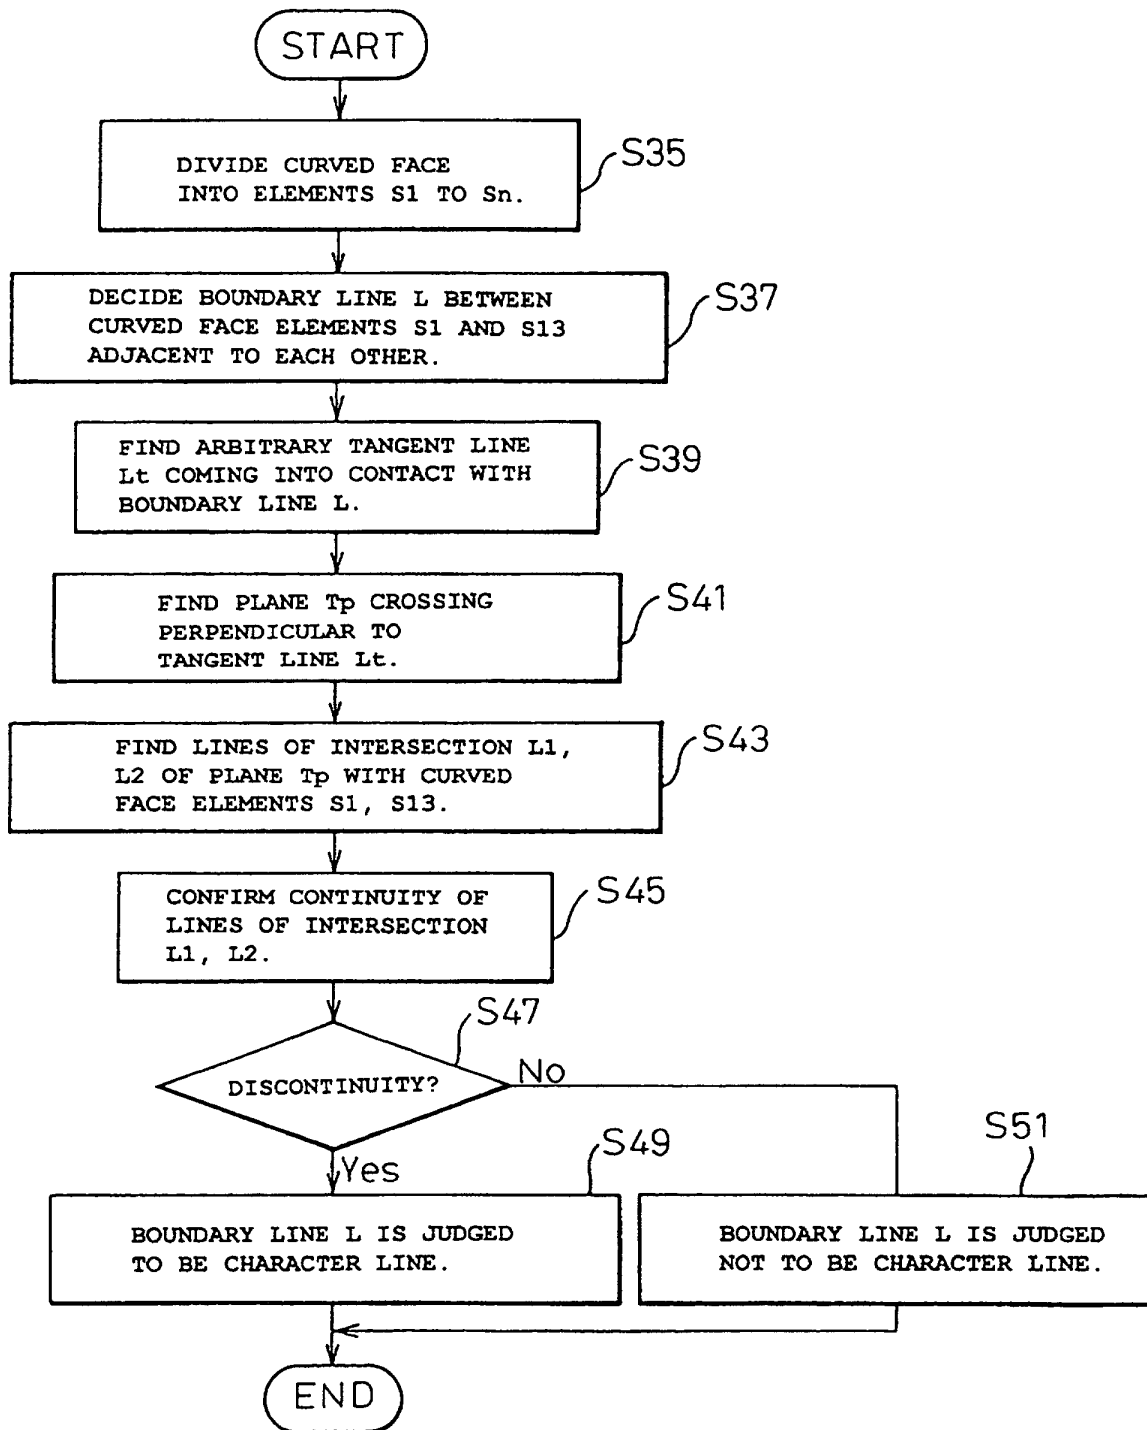 START
DIVIDE CURVED FACE
INTO ELEMENTS S1 TO Sn.
S35
DECIDE BOUNDARY LINE L BETWEEN
CURVED FACE ELEMENTS S1 AND S13
ADJACENT TO EACH OTHER.
S37
FIND ARBITRARY TANGENT LINE
Lt COMING INTO CONTACT WITH
BOUNDARY LINE L.
S39
FIND PLANE Tp CROSSING
PERPENDICULAR TO
TANGENT LINE Lt.
S41
FIND LINES OF INTERSECTION L1,
L2 OF PLANE Tp WITH CURVED
FACE ELEMENTS S1, S13.
S43
CONFIRM CONTINUITY OF
LINES OF INTERSECTION
L1, L2.
S45
S47
DISCONTINUITY?
No
Yes
S49
BOUNDARY LINE L IS JUDGED
TO BE CHARACTER LINE.
S51
BOUNDARY LINE L IS JUDGED
NOT TO BE CHARACTER LINE.
END